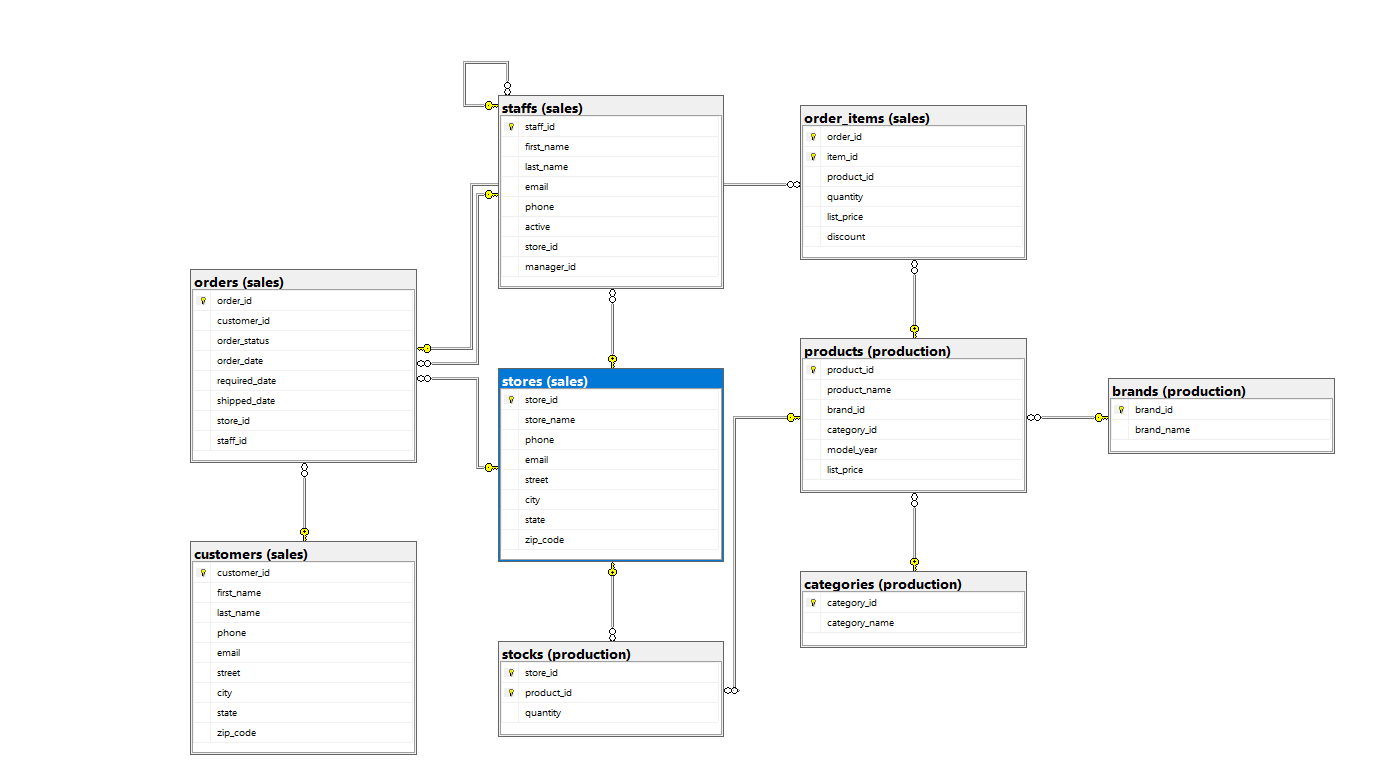 staffs (sales)
staff_id
first_name
last_name
email
phone
active
store_id
manager_id
order_items (sales)
order_id
item_id
product_id
quantity
list_price
discount
orders (sales)
order_id
customer_id
order_status
order_date
required_date
shipped_date
store_id
staff_id
stores (sales)
store_id
store_name
phone
email
street
city
state
zip_code
products (production)
product_id
product_name
brand_id
category_id
model_year
list_price
brands (production)
brand_id
brand_name
customers (sales)
customer_id
first_name
last_name
phone
email
street
city
state
zip_code
stocks (production)
store_id
product_id
quantity
categories (production)
category_id
category_name